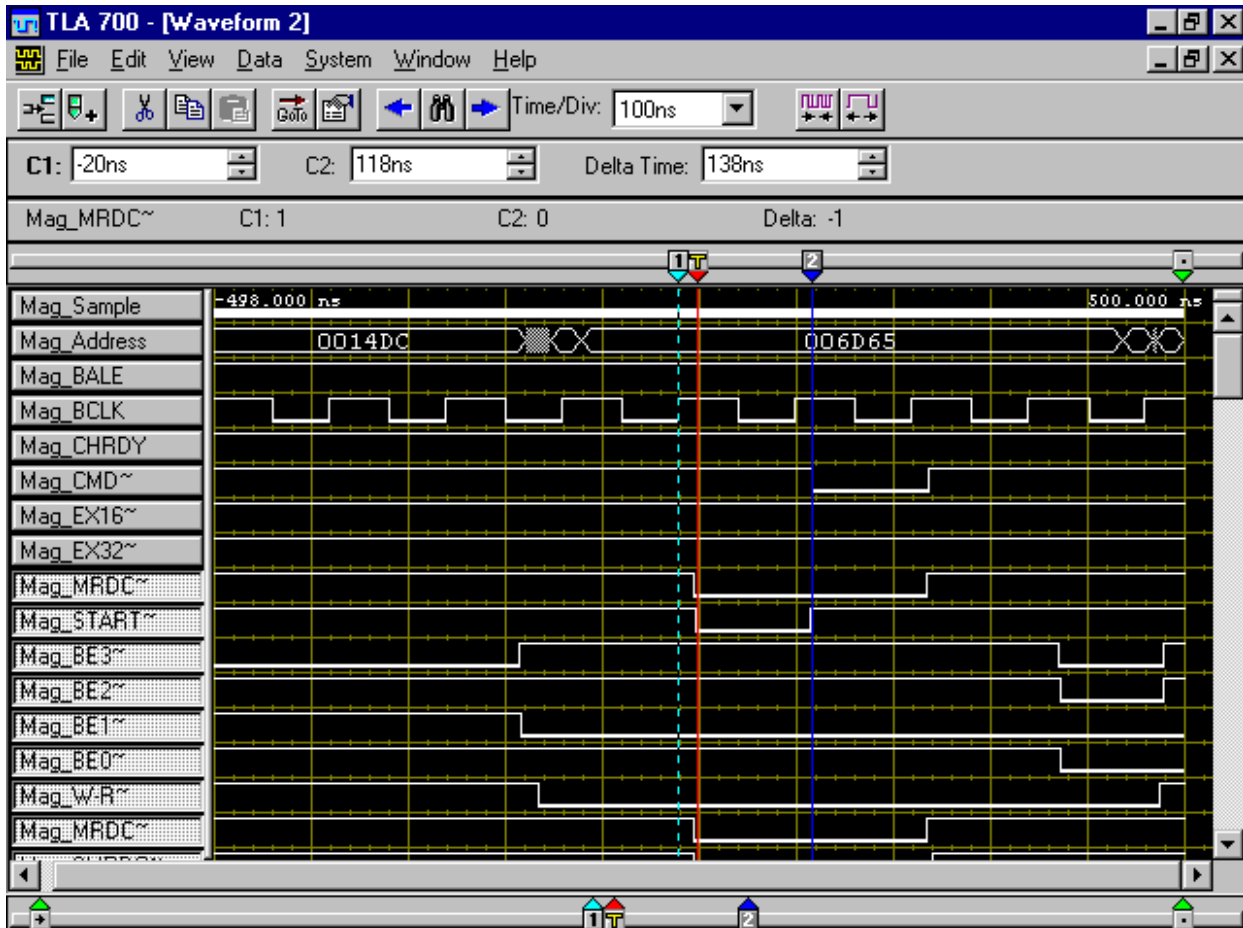 TLA 700 - [Waveform 2]
File Edit View Data System Window Help
GoTo Time/Div: 100ns
C1: -20ns C2: 118ns Delta Time: 138ns
Mag_MRDC~ C1: 1 C2: 0 Delta: -1
1 T 2
Mag_Sample -498.000 ns 500.000 ns
Mag_Address 0014DC 006D65
Mag_BALE
Mag_BCLK
Mag_CHRDY
Mag_CMD~
Mag_EX16~
Mag_EX32~
Mag_MRDC~
Mag_START~
Mag_BE3~
Mag_BE2~
Mag_BE1~
Mag_BE0~
Mag_W-R~
Mag_MRDC~
1 T 2